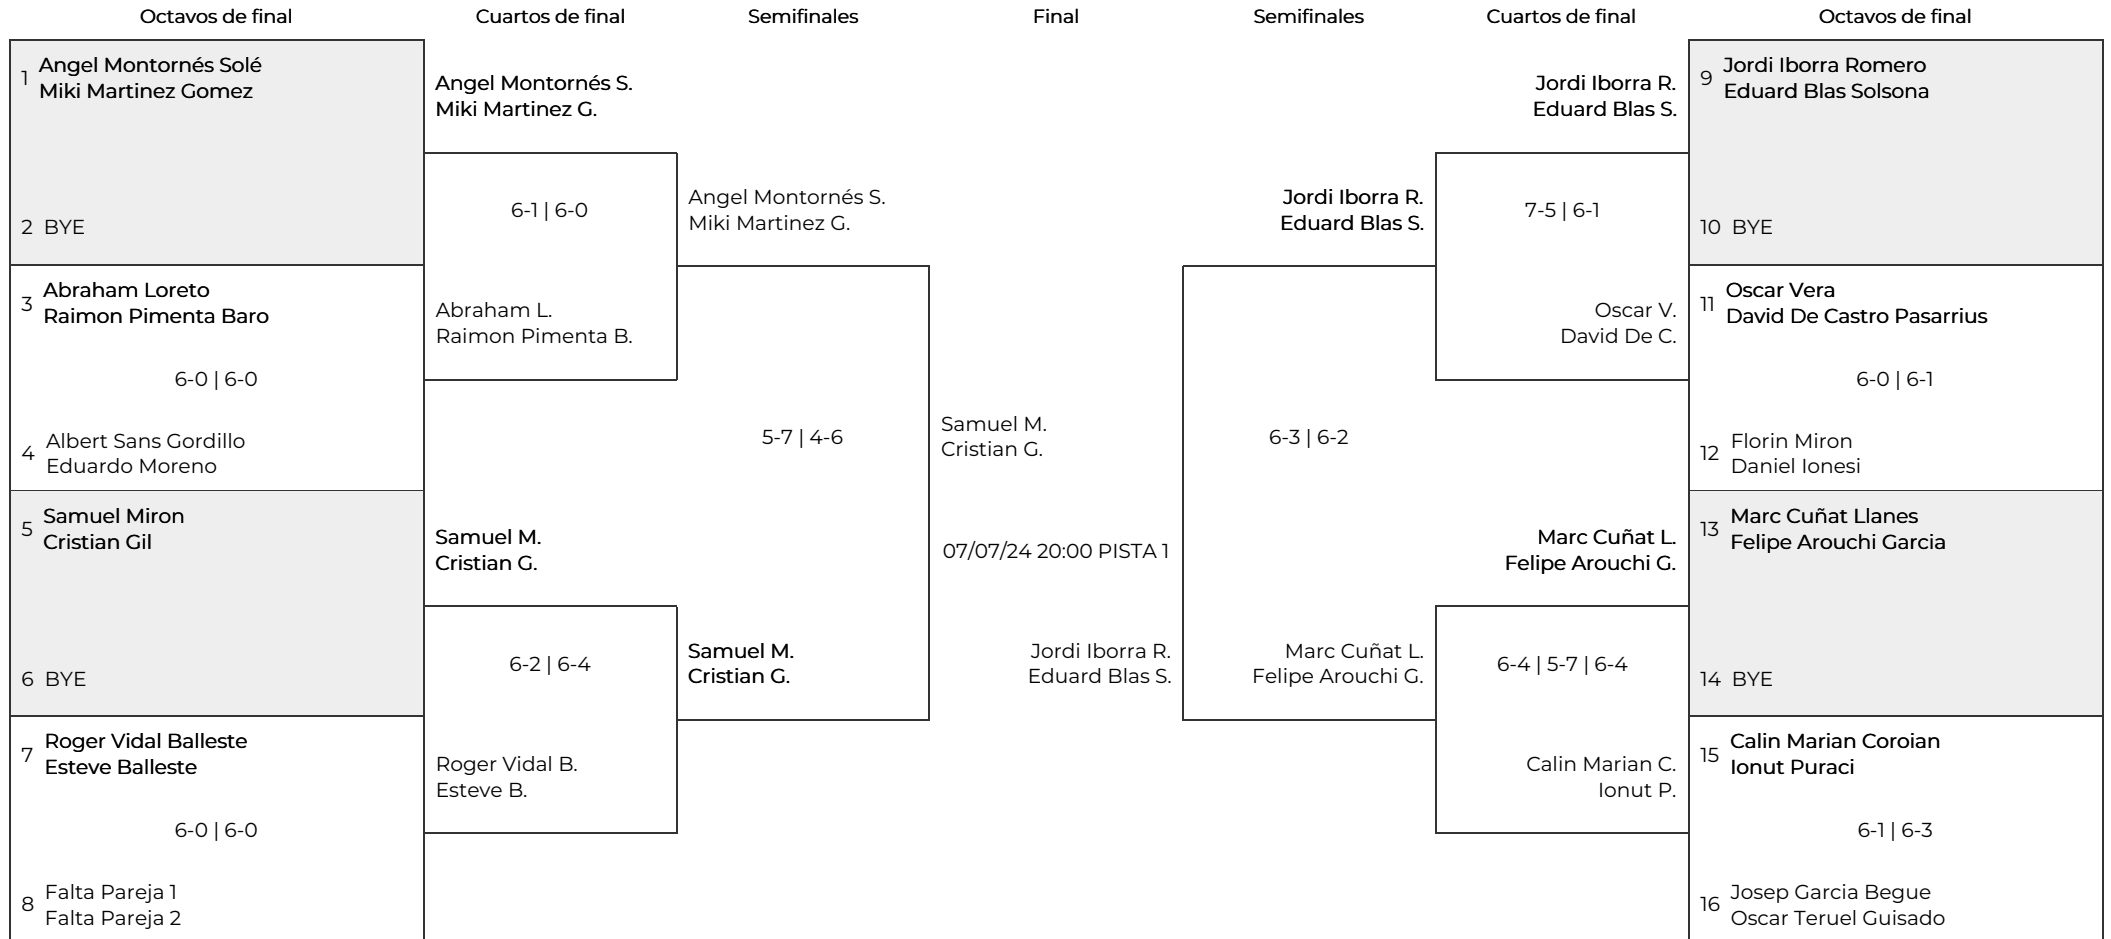 Octavos de final
Cuartos de final
Semifinales
Final
Semifinales
Cuartos de final
Octavos de final
1
Angel Montornés Solé
Miki Martinez Gomez
2 BYE
3
Abraham Loreto
Raimon Pimenta Baro
6-0 | 6-0
4
Albert Sans Gordillo
Eduardo Moreno
5
Samuel Miron
Cristian Gil
6 BYE
7
Roger Vidal Balleste
Esteve Balleste
6-0 | 6-0
8
Falta Pareja 1
Falta Pareja 2
Angel Montornés S.
Miki Martinez G.
6-1 | 6-0
Abraham L.
Raimon Pimenta B.
Samuel M.
Cristian G.
6-2 | 6-4
Roger Vidal B.
Esteve B.
Angel Montornés S.
Miki Martinez G.
5-7 | 4-6
Samuel M.
Cristian G.
Samuel M.
Cristian G.
07/07/24 20:00 PISTA 1
Jordi Iborra R.
Eduard Blas S.
Jordi Iborra R.
Eduard Blas S.
6-3 | 6-2
Marc Cuñat L.
Felipe Arouchi G.
Jordi Iborra R.
Eduard Blas S.
7-5 | 6-1
Oscar V.
David De C.
Marc Cuñat L.
Felipe Arouchi G.
6-4 | 5-7 | 6-4
Calin Marian C.
Ionut P.
9
Jordi Iborra Romero
Eduard Blas Solsona
10 BYE
11
Oscar Vera
David De Castro Pasarrius
6-0 | 6-1
12
Florin Miron
Daniel Ionesi
13
Marc Cuñat Llanes
Felipe Arouchi Garcia
14 BYE
15
Calin Marian Coroian
Ionut Puraci
6-1 | 6-3
16
Josep Garcia Begue
Oscar Teruel Guisado